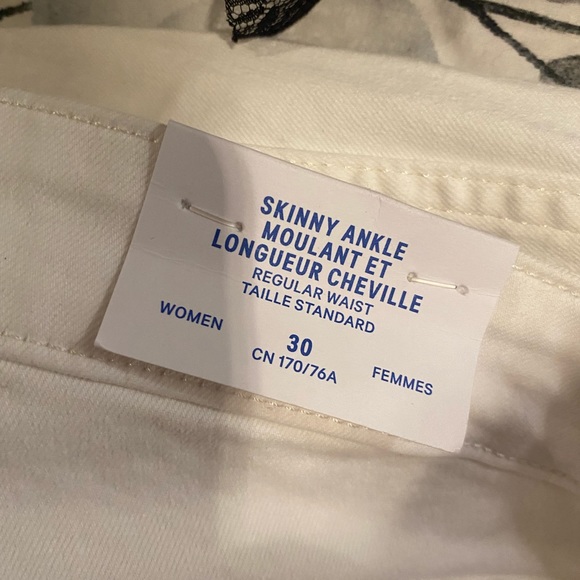 SKINNY ANKLE
MOULANT ET
LONGUEUR CHEVILLE
REGULAR WAIST
TAILLE STANDARD
WOMEN 30 FEMMES
CN 170/76A